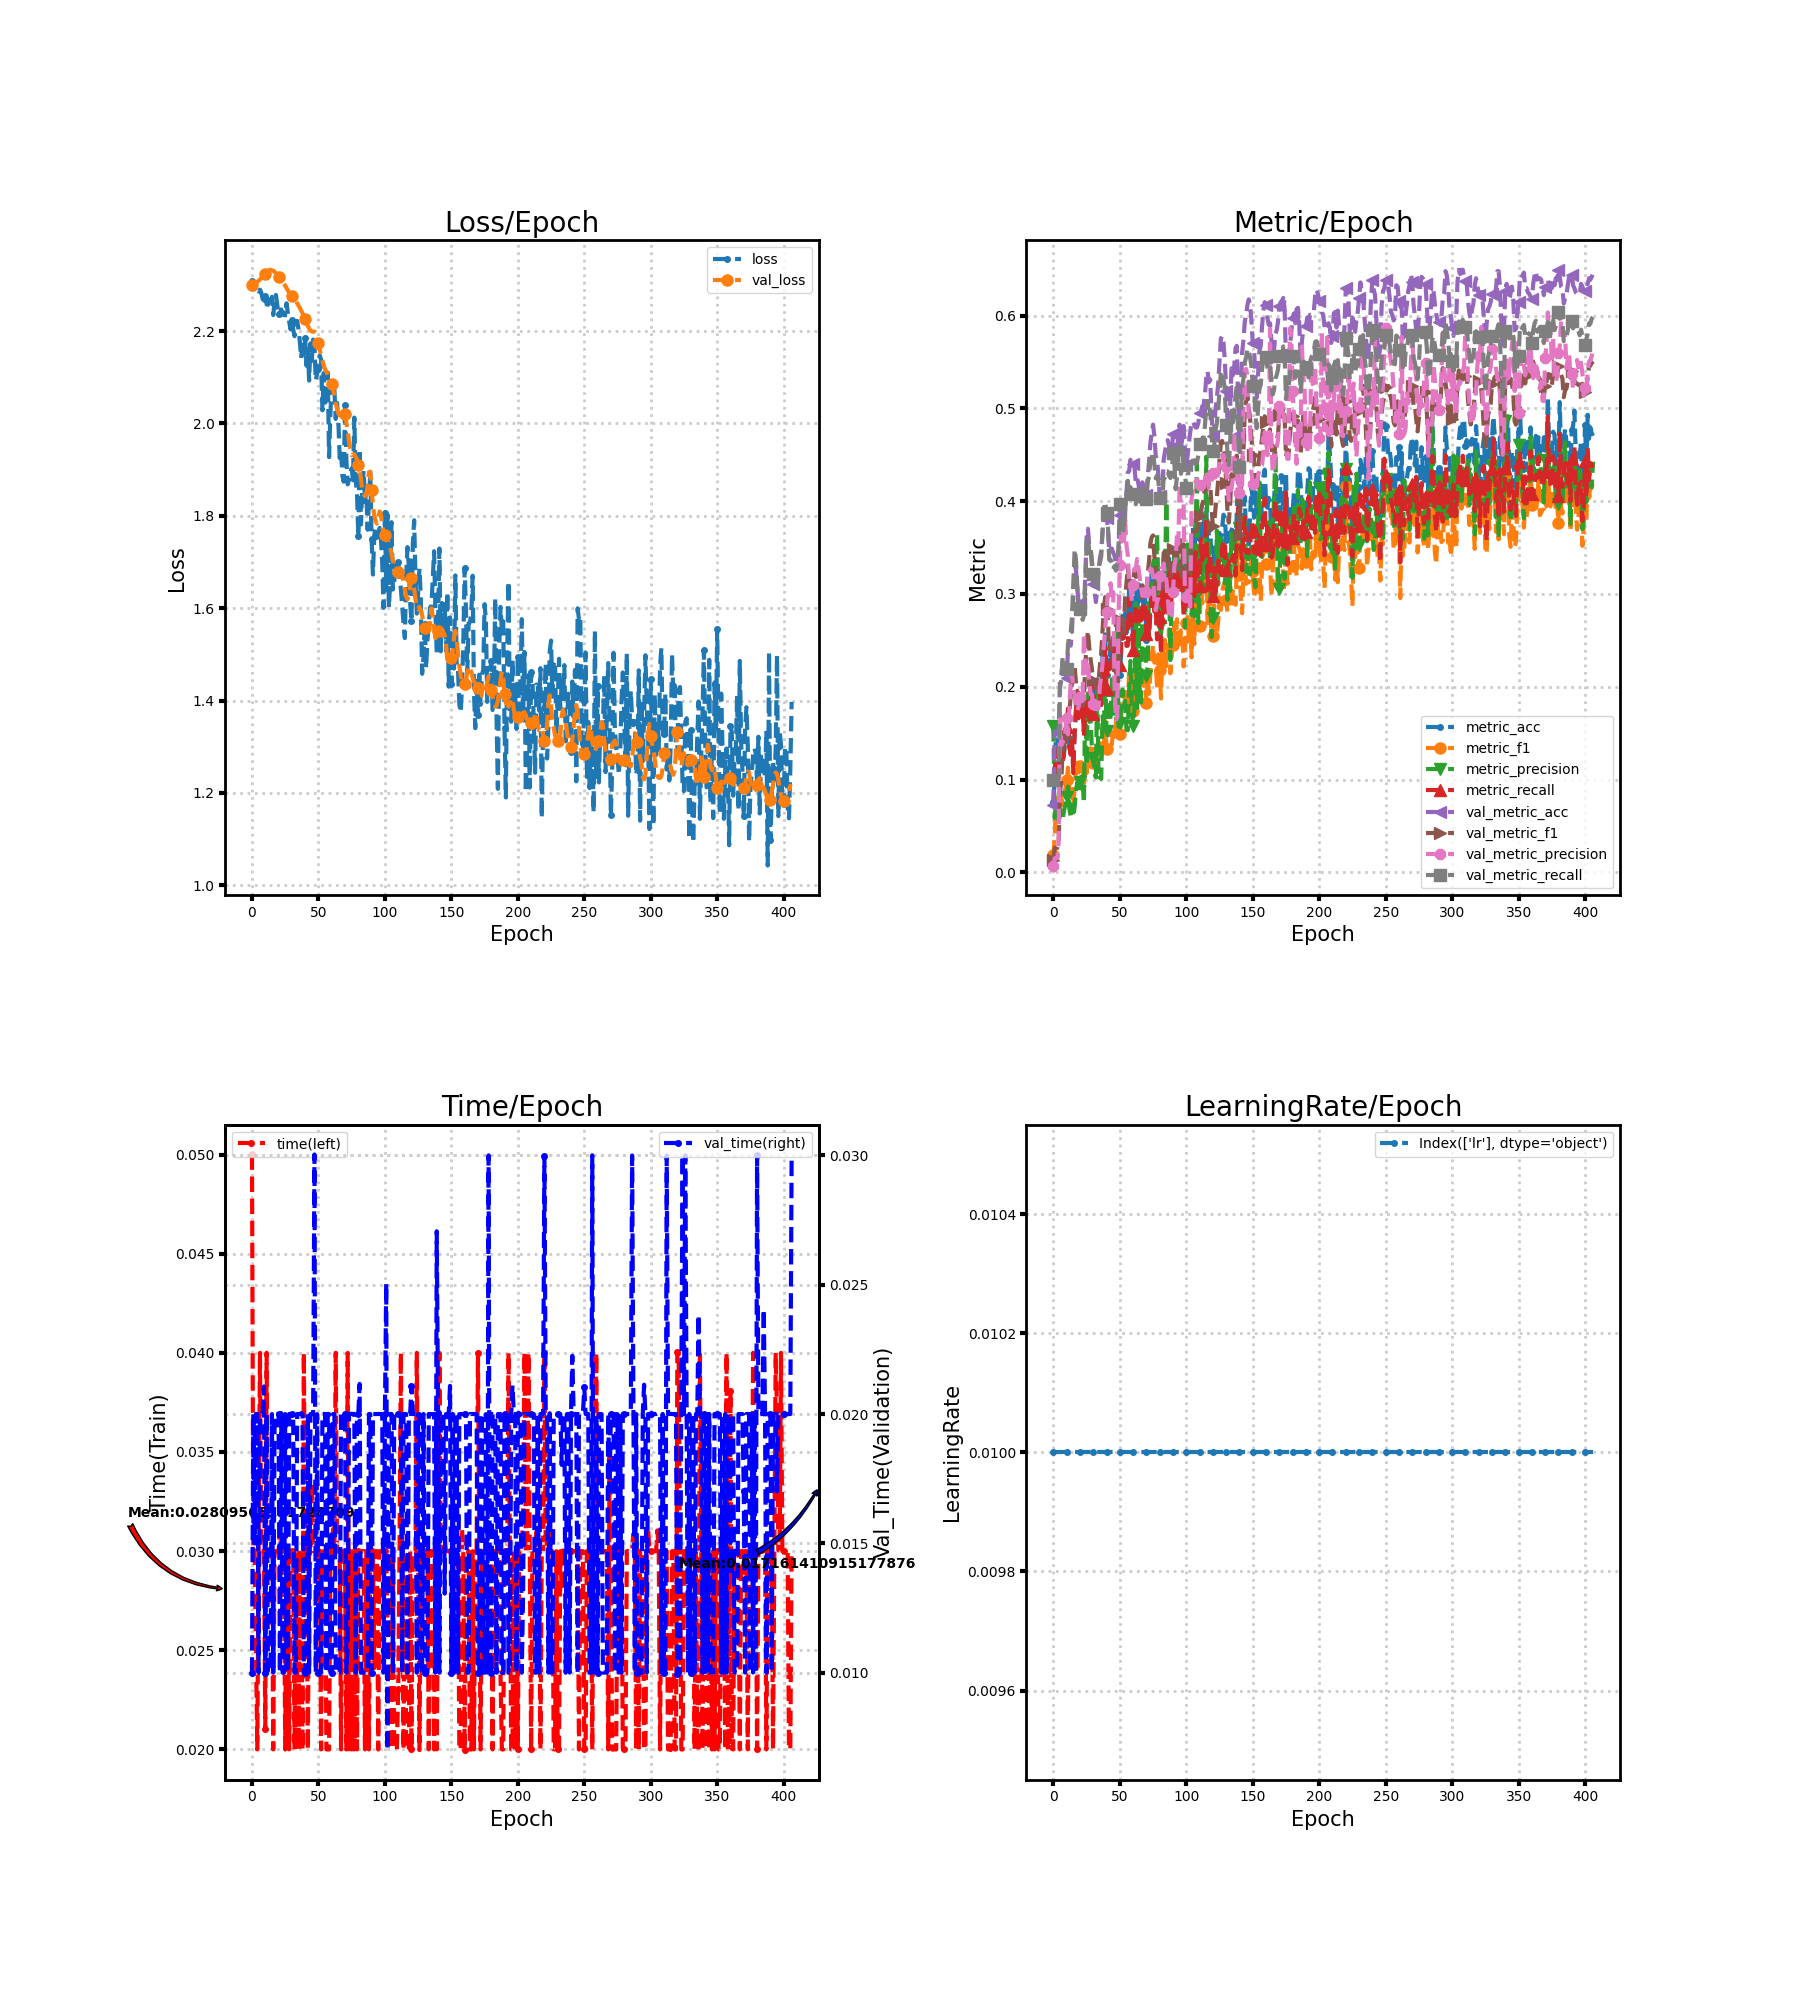 Loss/Epoch
loss
val_loss
2.2
2.0
1.8
1.6
1.4
1.2
1.0
Loss
0
50
100
150
200
250
300
350
400
Epoch
Metric/Epoch
0.6
0.5
0.4
0.3
0.2
0.1
0.0
Metric
metric_acc
metric_f1
metric_precision
metric_recall
val_metric_acc
val_metric_f1
val_metric_precision
val_metric_recall
0
50
100
150
200
250
300
350
400
Epoch
Time/Epoch
time(left)
val_time(right)
0.050
0.045
0.040
0.035
0.030
0.025
0.020
Time(Train)
0.030
0.025
0.020
0.015
0.010
Val_Time(Validation)
Mean:0.017161410915177876
0
50
100
150
200
250
300
350
400
Epoch
LearningRate/Epoch
Index(['lr'], dtype='object')
0.0104
0.0102
0.0100
0.0098
0.0096
LearningRate
0
50
100
150
200
250
300
350
400
Epoch